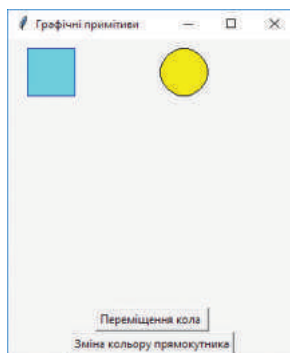 Графічні примітиви
Переміщення кола
Зміна кольору прямокутника